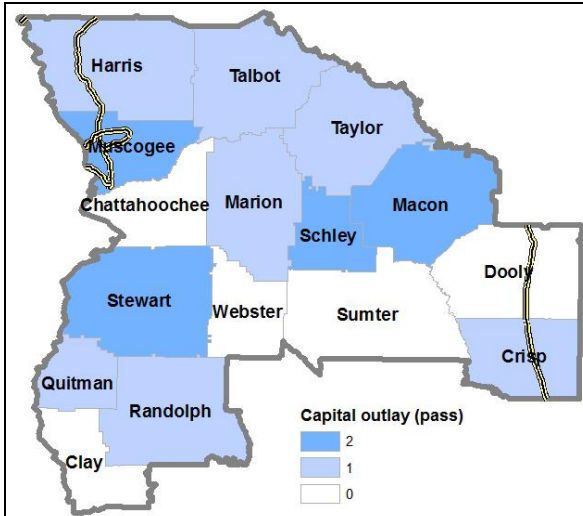 Harris
Talbot
Taylor
Muscogee
Chattahoochee
Marion
Macon
Schley
Dooly
Stewart
Webster
Sumter
Crisp
Quitman
Randolph
Clay
Capital outlay (pass)
2
1
0